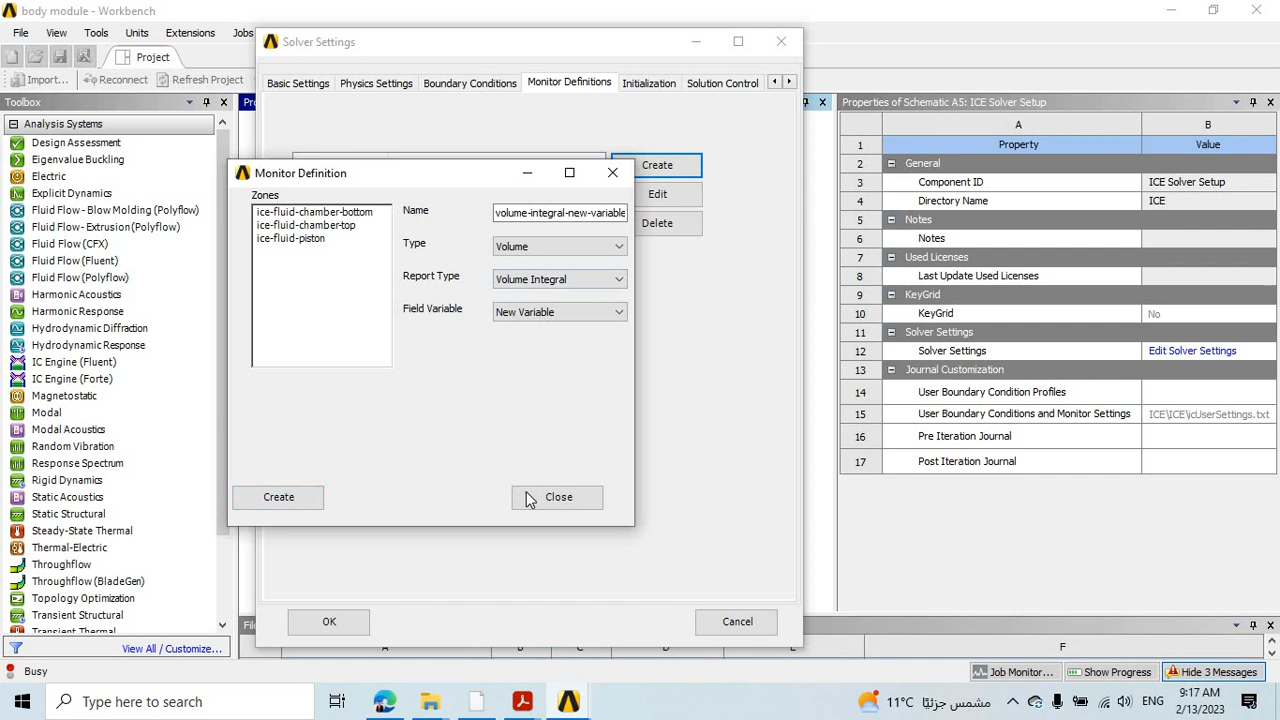 body module - Workbench
File View Tools Units Extensions Jobs
Project
Import... Reconnect Refresh Project
Toolbox
Analysis Systems
Design Assessment
Eigenvalue Buckling
Electric
Explicit Dynamics
Fluid Flow - Blow Molding (Polyflow)
Fluid Flow - Extrusion (Polyflow)
Fluid Flow (CFX)
Fluid Flow (Fluent)
Fluid Flow (Polyflow)
Harmonic Acoustics
Harmonic Response
Hydrodynamic Diffraction
Hydrodynamic Response
IC Engine (Fluent)
IC Engine (Forte)
Magnetostatic
Modal
Modal Acoustics
Random Vibration
Response Spectrum
Rigid Dynamics
Static Acoustics
Static Structural
Steady-State Thermal
Thermal-Electric
Throughflow
Throughflow (BladeGen)
Topology Optimization
Transient Structural
Transient Thermal
View All / Customize...
Solver Settings
Basic Settings Physics Settings Boundary Conditions Monitor Definitions Initialization Solution Control
Create
Edit
Delete
Monitor Definition
Zones
ice-fluid-chamber-bottom
ice-fluid-chamber-top
ice-fluid-piston
Name volume-integral-new-variable
Type Volume
Report Type Volume Integral
Field Variable New Variable
Create Close
OK Cancel
Properties of Schematic A5: ICE Solver Setup
A B
1 Property Value
2 General
3 Component ID ICE Solver Setup
4 Directory Name ICE
5 Notes
6 Notes
7 Used Licenses
8 Last Update Used Licenses
9 KeyGrid
10 KeyGrid No
11 Solver Settings
12 Solver Settings Edit Solver Settings
13 Journal Customization
14 User Boundary Condition Profiles
15 User Boundary Conditions and Monitor Settings ICE\ICE\icUserSettings.txt
16 Pre Iteration Journal
17 Post Iteration Journal
F
Busy
Job Monitor... Show Progress Hide 3 Messages
Type here to search
11°C مشمس جزئيًا
ENG
9:17 AM
2/13/2023